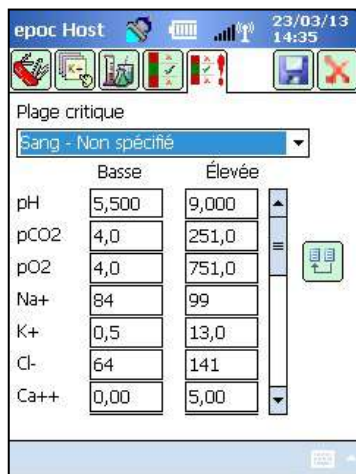 epoc Host 23/03/13
14:35
K+
Plage critique
Sang - Non spécifié
Basse Élevée
pH 5,500 9,000
pCO2 4,0 251,0
pO2 4,0 751,0
Na+ 84 99
K+ 0,5 13,0
Cl- 64 141
Ca++ 0,00 5,00